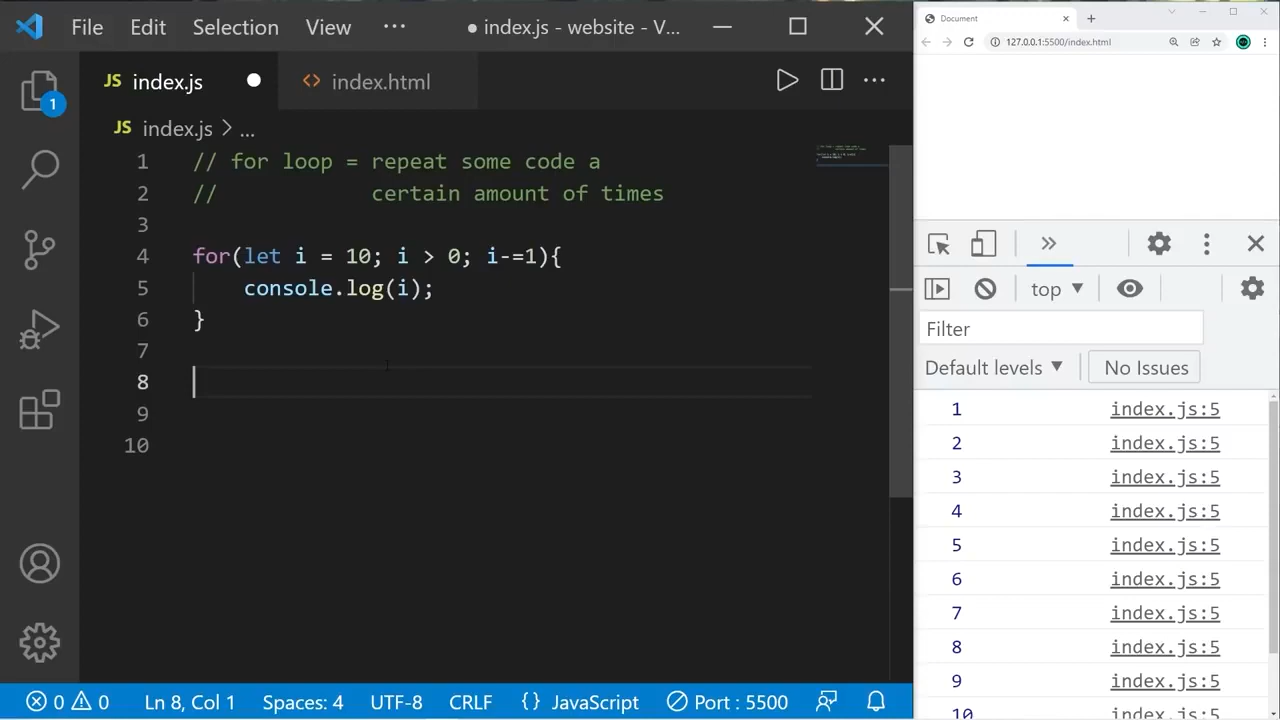 File Edit Selection View ··· ● index.js - website - V...
JS index.js ● <> index.html
JS index.js > ...
1 // for loop = repeat some code a
2 //            certain amount of times
3
4 for(let i = 10; i > 0; i-=1){
5     console.log(i);
6 }
7
8
9
10
1
⊗ 0 ⚠ 0 Ln 8, Col 1 Spaces: 4 UTF-8 CRLF {} JavaScript Port : 5500
Document
127.0.0.1:5500/index.html
top ▼
Filter
Default levels ▼ No Issues
1 index.js:5
2 index.js:5
3 index.js:5
4 index.js:5
5 index.js:5
6 index.js:5
7 index.js:5
8 index.js:5
9 index.js:5
10 index.js:5